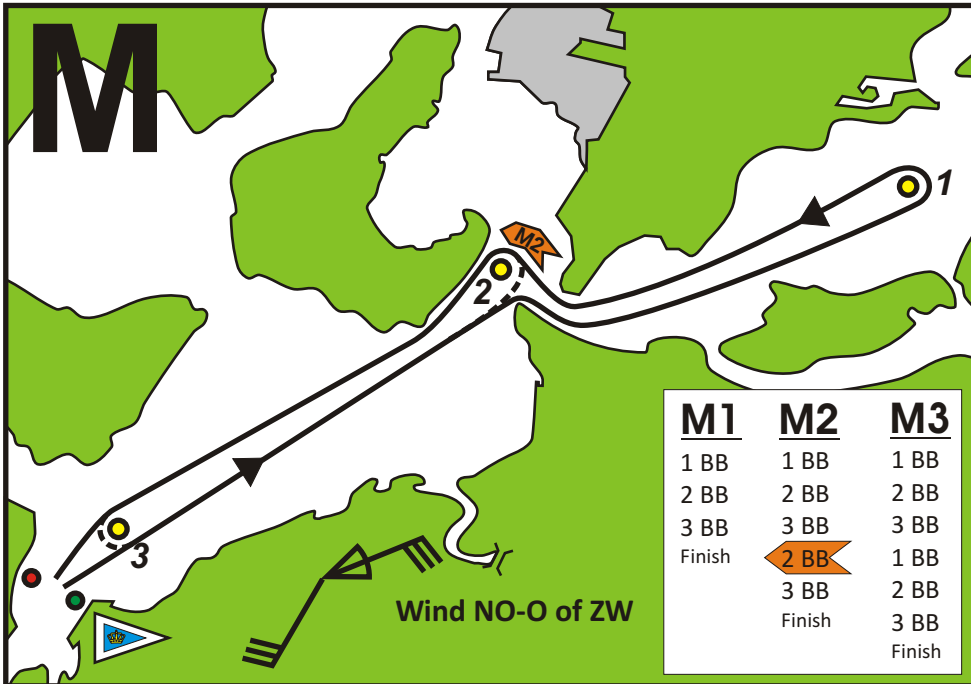 M
1
M2
2
3
Wind NO-O of ZW
M1
1 BB
2 BB
3 BB
Finish
M2
1 BB
2 BB
3 BB
2 BB
3 BB
Finish
M3
1 BB
2 BB
3 BB
1 BB
2 BB
3 BB
Finish